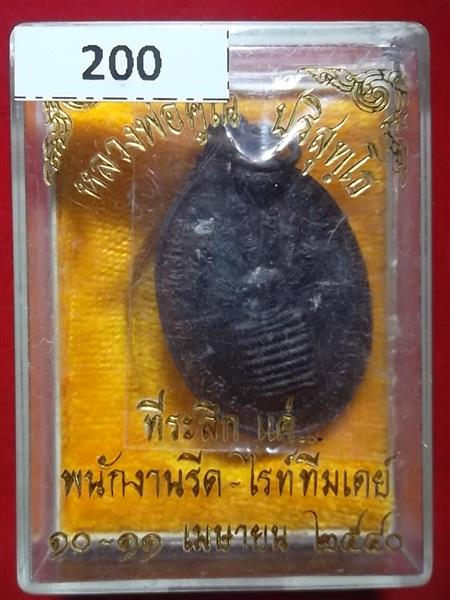 200
หลวงพ่อคูณ ปริสุทฺโธ
ที่ระลึก แค่...
พนักงานรีด-ไรท์ทีมเดย์
๑๐-๑๑ เมษายน ๒๕๔๐